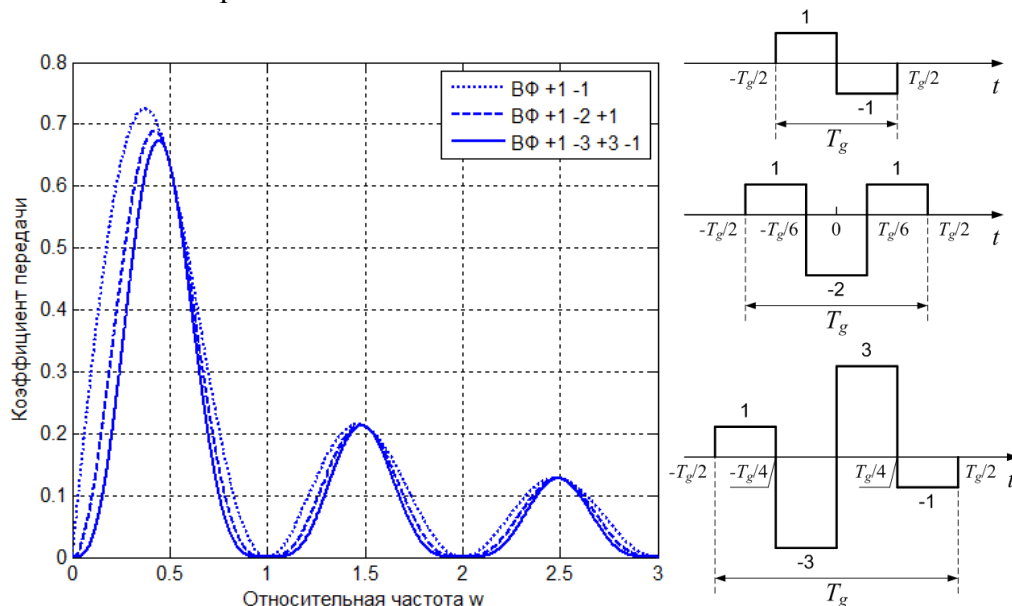 0.8
0.7
0.6
0.5
0.4
0.3
0.2
0.1
0
Коэффициент передачи
ВФ +1 -1
ВФ +1 -2 +1
ВФ +1 -3 +3 -1
0 0.5 1 1.5 2 2.5 3
Относительная частота w
1
-Tg/2 Tg/2 t
-1
Tg
1 1
-Tg/2 -Tg/6 0 Tg/6 Tg/2 t
-2
Tg
3
1
-Tg/2 -Tg/4 Tg/4 Tg/2 t
-1
-3
Tg